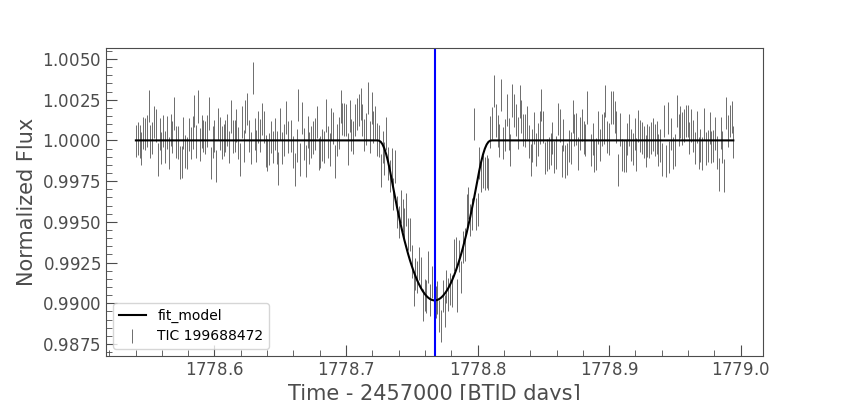 1.0050
1.0025
1.0000
0.9975
0.9950
0.9925
0.9900
0.9875
Normalized Flux
fit_model
TIC 199688472
1778.6 1778.7 1778.8 1778.9 1779.0
Time - 2457000 [BTJD days]